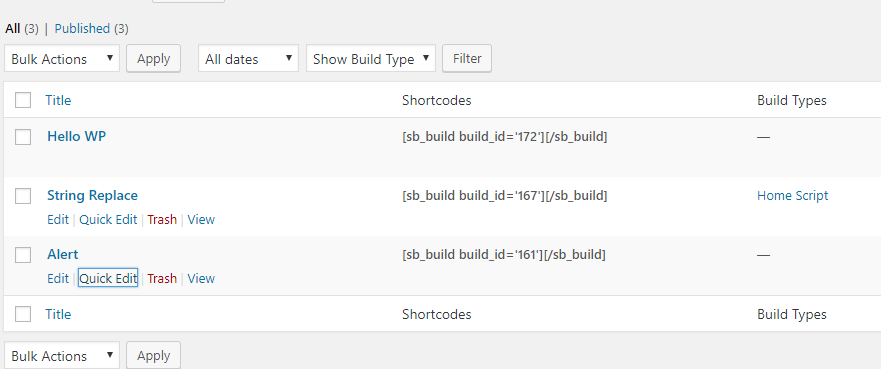 All (3) | Published (3)
Bulk Actions Apply All dates Show Build Type Filter
Title Shortcodes Build Types
Hello WP [sb_build build_id='172'][/sb_build] —
String Replace [sb_build build_id='167'][/sb_build] Home Script
Edit | Quick Edit | Trash | View
Alert [sb_build build_id='161'][/sb_build] —
Edit | Quick Edit | Trash | View
Title Shortcodes Build Types
Bulk Actions Apply